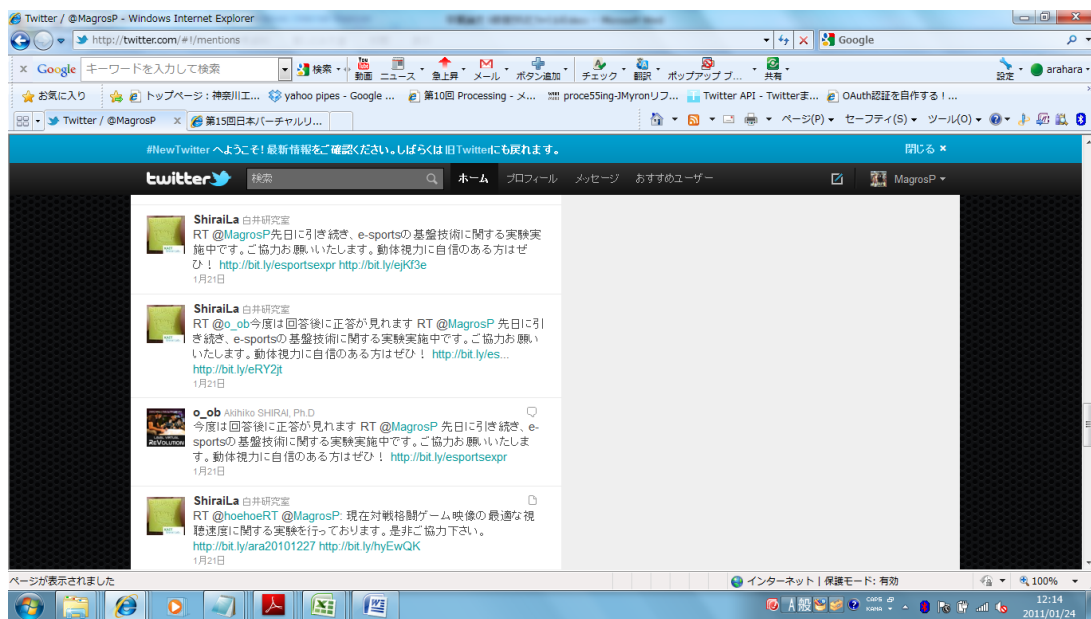 Twitter / @MagrosP - Windows Internet Explorer
http://twitter.com/#!/mentions
Google
x Google キーワードを入力して検索 検索 動画 ニュース 急上昇 メール ポケタン追加 チェック 翻訳 ポップアップ ブ... 共有 設定 arahara
お気に入り トップページ : 神奈川工... yahoo pipes - Google ... 第10回 Processing - メ... proce55ing-JMyronリフ... Twitter API - Twitterま... OAuth認証を自作する!...
Twitter / @MagrosP x 第15回日本バーチャルリ... ページ(P) セーフティ(S) ツール(O)
#NewTwitter へようこそ! 最新情報をご確認ください。しばらくは旧Twitterにも戻れます。 閉じる ×
twitter 検索 ホーム プロフィール メッセージ おすすめユーザー MagrosP
ShiraiLa 白井研究室
RT @MagrosP先日に引き続き、e-sportsの基盤技術に関する実験実
施中です。ご協力お願いいたします。動体視力に自信のある方はぜ
ひ! http://bit.ly/esportsexpr http://bit.ly/ejKf3e
1月21日
ShiraiLa 白井研究室
RT @o_ob今度は回答後に正答が見れます RT @MagrosP 先日に引
き続き、e-sportsの基盤技術に関する実験実施中です。ご協力お願い
いたします。動体視力に自信のある方はぜひ! http://bit.ly/es...
http://bit.ly/eRY2jt
1月21日
o_ob Akihiko SHIRAI, Ph.D
今度は回答後に正答が見れます RT @MagrosP 先日に引き続き、e-
sportsの基盤技術に関する実験実施中です。ご協力お願いいたしま
す。動体視力に自信のある方はぜひ! http://bit.ly/esportsexpr
1月21日
ShiraiLa 白井研究室
RT @hoehoeRT @MagrosP: 現在対戦格闘ゲーム映像の最適な視
聴速度に関する実験を行っております。是非ご協力下さい。
http://bit.ly/ara20101227 http://bit.ly/hyEwQK
1月21日
ページが表示されました インターネット | 保護モード: 有効 100%
A 般 CAPS KANA 12:14
2011/01/24